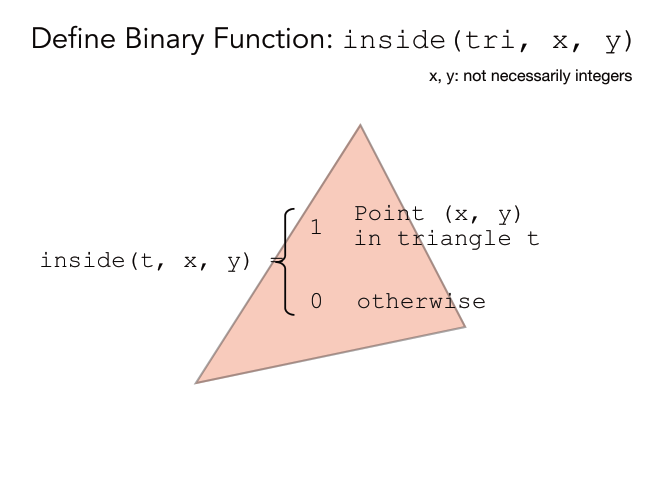 Define Binary Function: inside(tri, x, y)
x, y: not necessarily integers
1 Point (x, y)
in triangle t
inside(t, x, y) =
0 otherwise